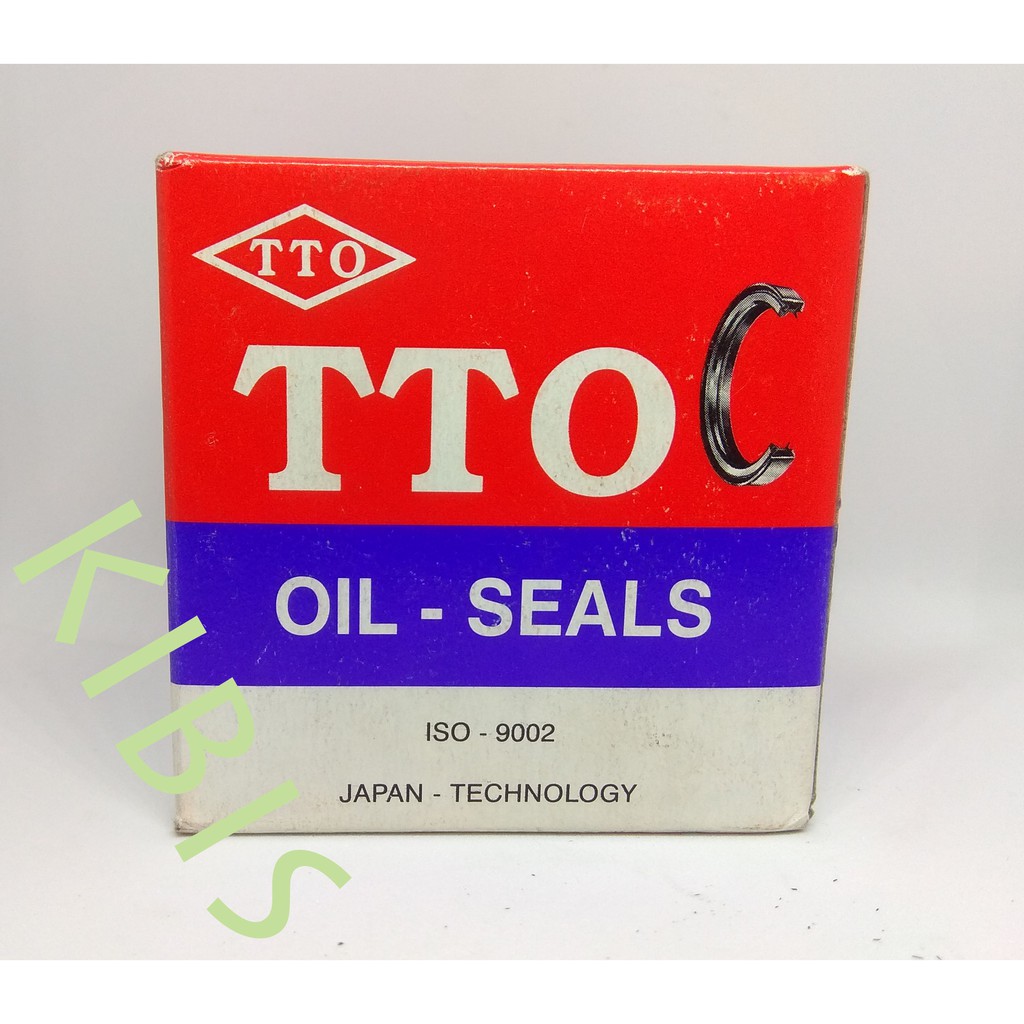 TTO
TTO
OIL - SEALS
ISO - 9002
JAPAN - TECHNOLOGY
KIBIS